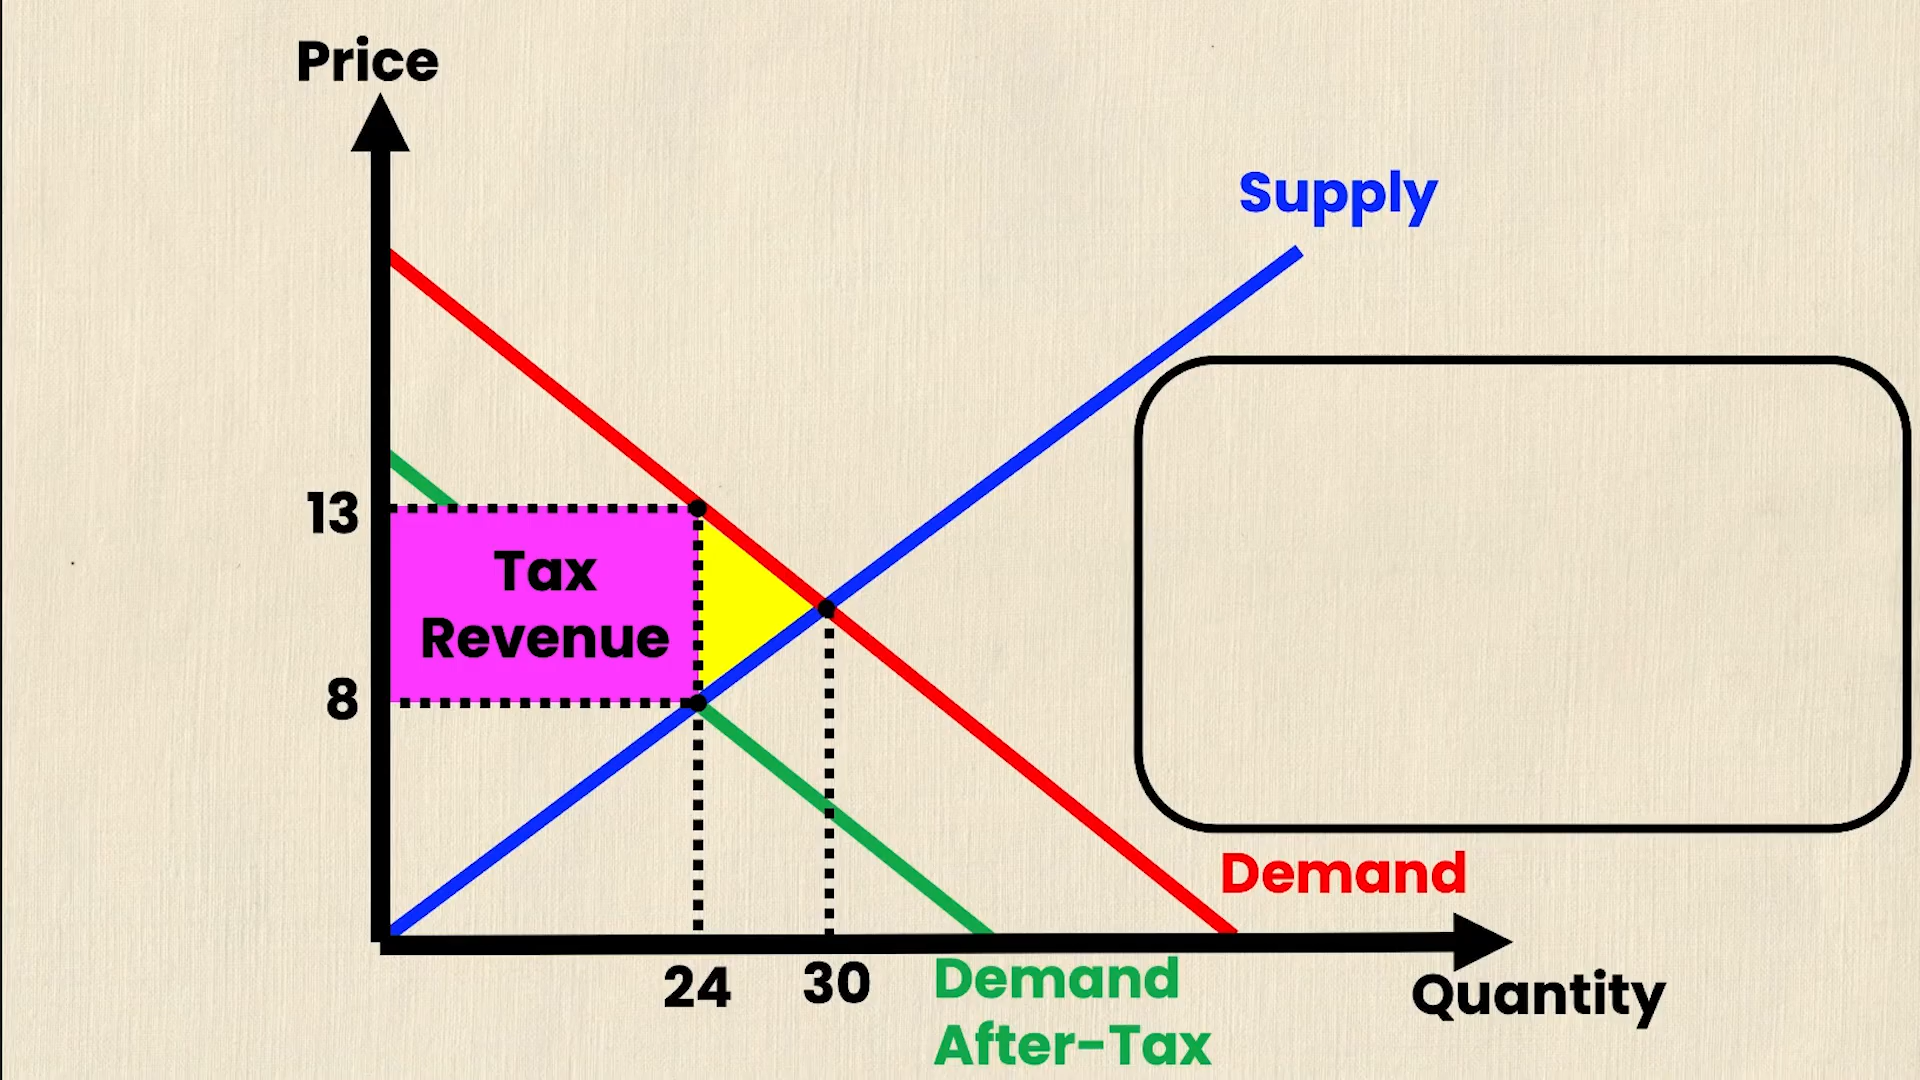 Price
Supply
13
Tax
Revenue
8
Demand
24
30
Demand
After-Tax
Quantity